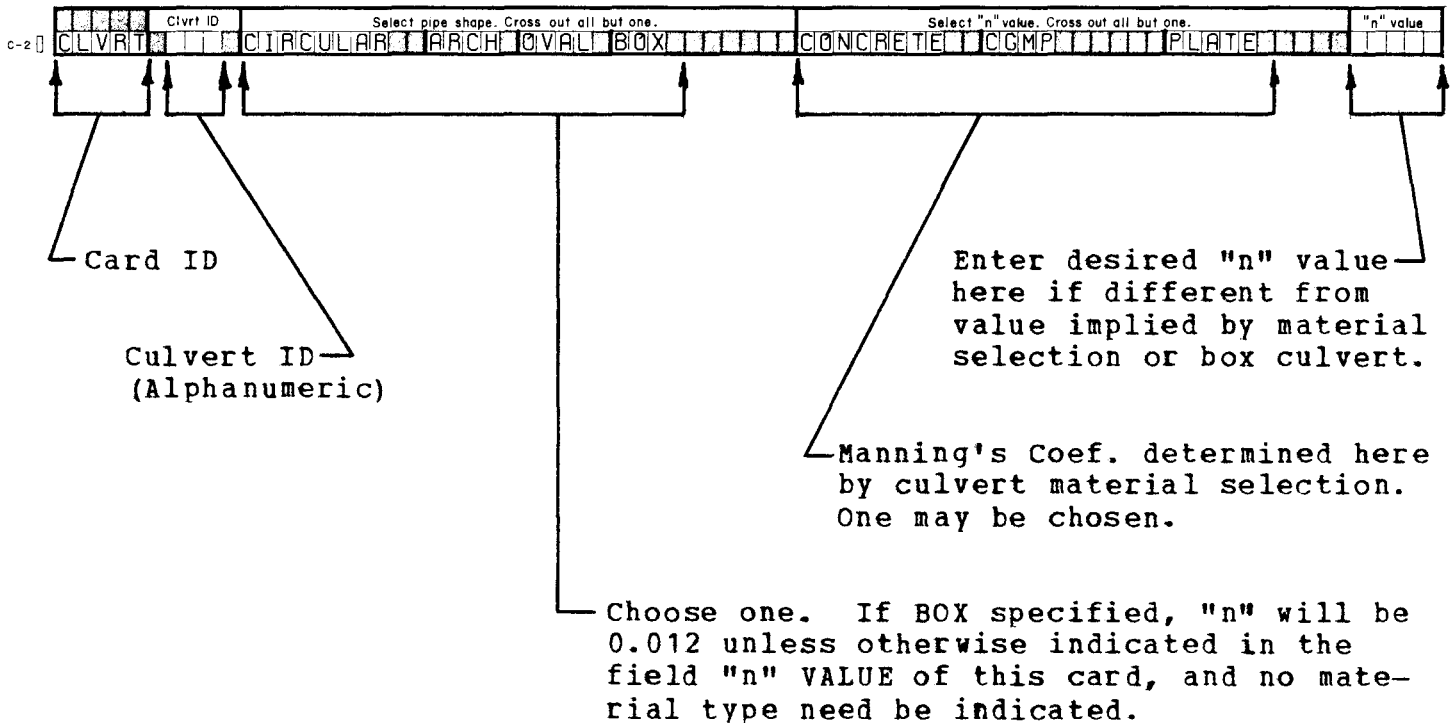 Clvrt ID Select pipe shape. Cross out all but one. Select "n" value. Cross out all but one. "n" value
C-2 CLVRT CIRCULAR ARCH OVAL BOX CONCRETE CGMP PLATE
Card ID
Culvert ID
(Alphanumeric)
Enter desired "n" value
here if different from
value implied by material
selection or box culvert.
Manning's Coef. determined here
by culvert material selection.
One may be chosen.
Choose one. If BOX specified, "n" will be
0.012 unless otherwise indicated in the
field "n" VALUE of this card, and no mate-
rial type need be indicated.